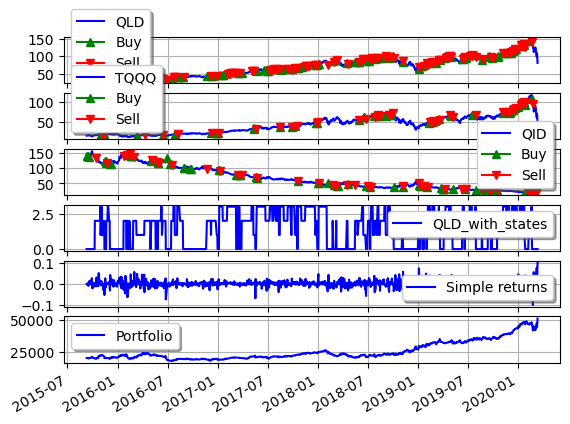 QLD
Buy
Sell
150
100
50
TQQQ
Buy
Sell
100
50
QID
Buy
Sell
150
100
50
QLD_with_states
2.5
0.0
Simple returns
0.1
0.0
−0.1
Portfolio
50000
25000
2015-07
2016-01
2016-07
2017-01
2017-07
2018-01
2018-07
2019-01
2019-07
2020-01